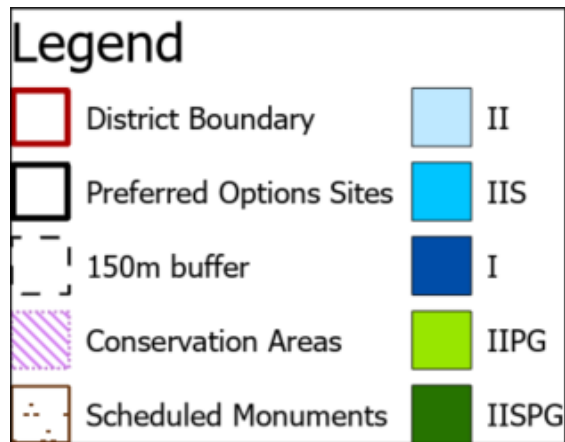 Legend
District Boundary
II
Preferred Options Sites
IIS
150m buffer
I
Conservation Areas
IIPG
Scheduled Monuments
IISPG